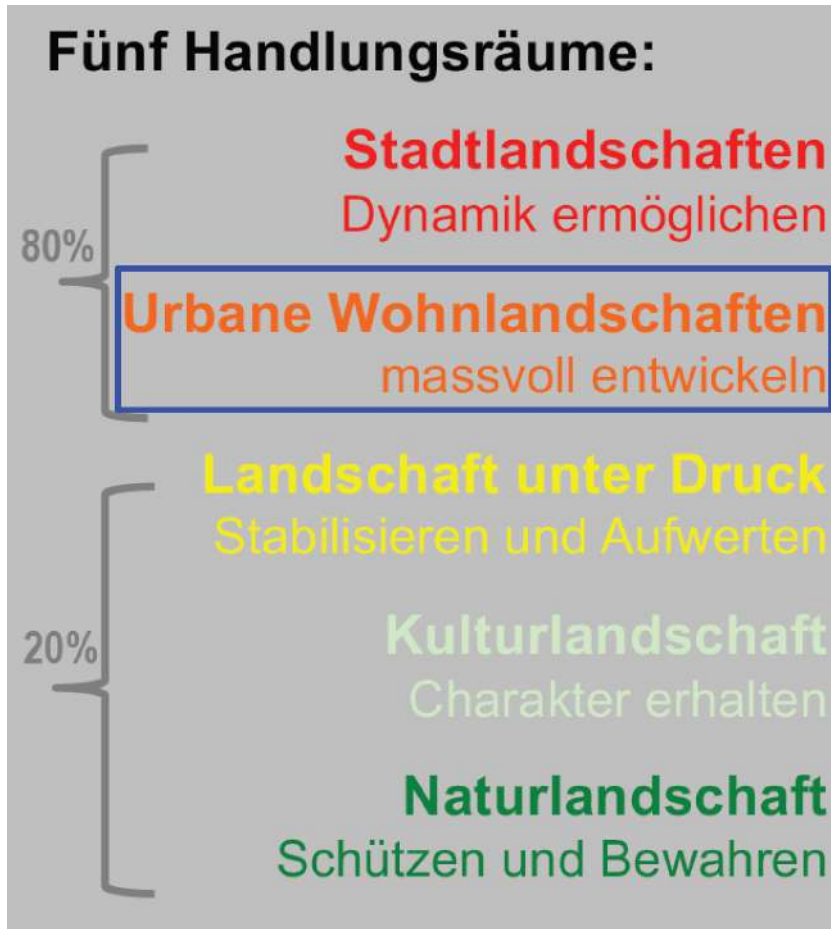 Fünf Handlungsräume:
Stadtlandschaften
Dynamik ermöglichen
80%
Urbane Wohnlandschaften
massvoll entwickeln
Landschaft unter Druck
Stabilisieren und Aufwerten
Kulturlandschaft
20%
Charakter erhalten
Naturlandschaft
Schützen und Bewahren